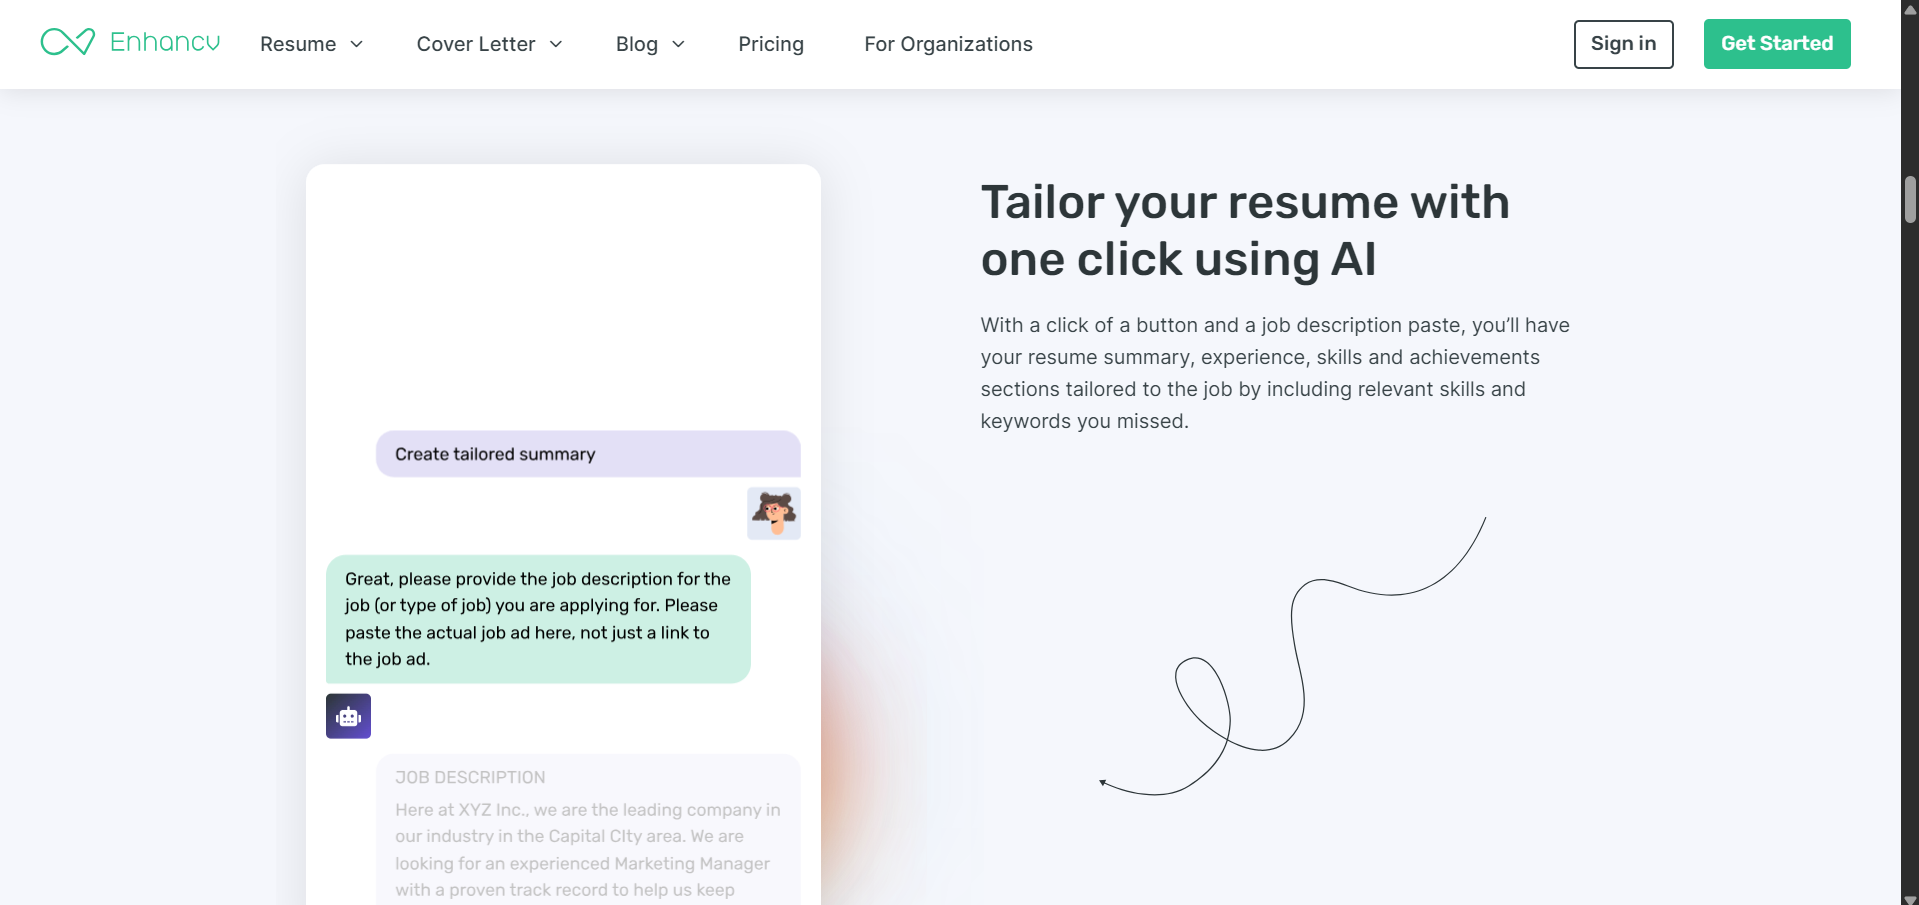 Enhancv
Resume
Cover Letter
Blog
Pricing
For Organizations
Sign in
Get Started
Create tailored summary
Great, please provide the job description for the
job (or type of job) you are applying for. Please
paste the actual job ad here, not just a link to
the job ad.
JOB DESCRIPTION
Here at XYZ Inc., we are the leading company in
our industry in the Capital CIty area. We are
looking for an experienced Marketing Manager
with a proven track record to help us keep
Tailor your resume with
one click using AI
With a click of a button and a job description paste, you’ll have
your resume summary, experience, skills and achievements
sections tailored to the job by including relevant skills and
keywords you missed.